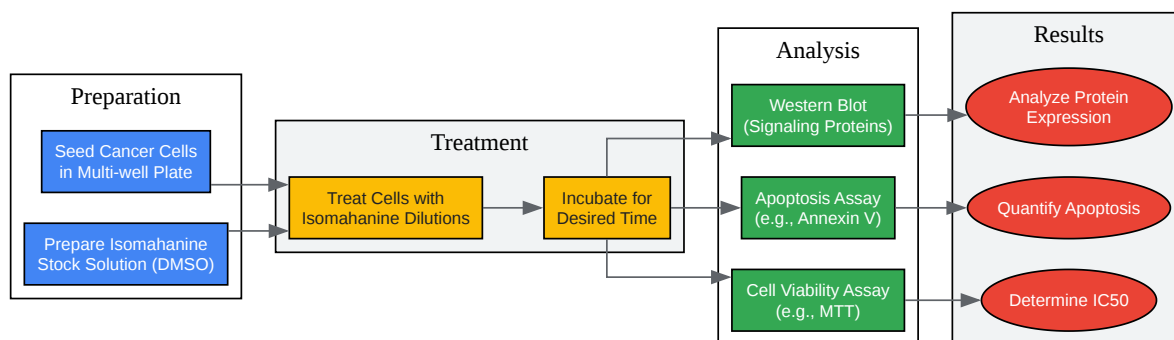 Preparation
Seed Cancer Cells
in Multi-well Plate
Prepare Isomahanine
Stock Solution (DMSO)
Treatment
Treat Cells with
Isomahanine Dilutions
Incubate for
Desired Time
Analysis
Western Blot
(Signaling Proteins)
Apoptosis Assay
(e.g., Annexin V)
Cell Viability Assay
(e.g., MTT)
Results
Analyze Protein
Expression
Quantify Apoptosis
Determine IC50